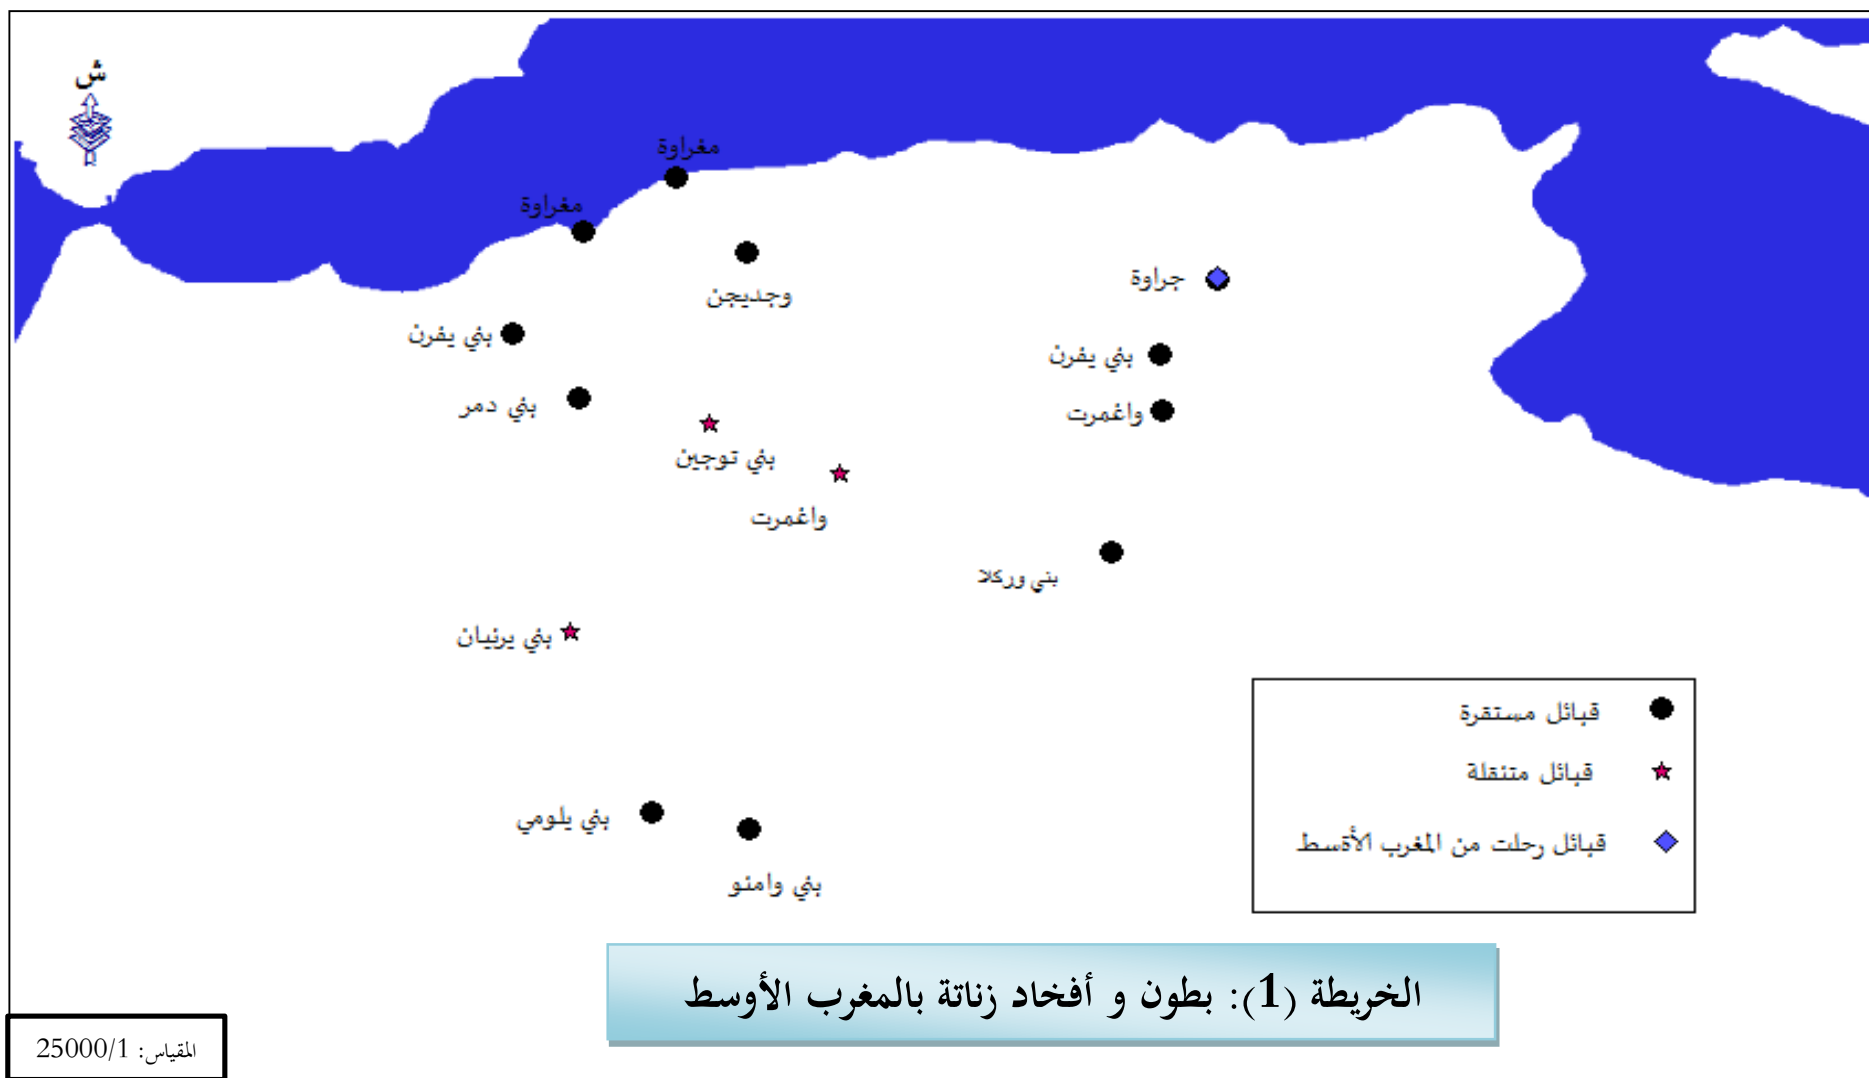 ش
مغراوة
مغراوة
وجديجن
جراوة
بني يفرن
بني يفرن
بني دمر
واغمرت
بني توجين
واغمرت
بني وركلا
بني يرنيان
بني يلومي
بني وامنو
قبائل مستقرة
قبائل متنقلة
قبائل رحلت من المغرب الأةسط
الخريطة (1): بطون و أفخاد زناتة بالمغرب الأوسط
المقياس: 25000/1